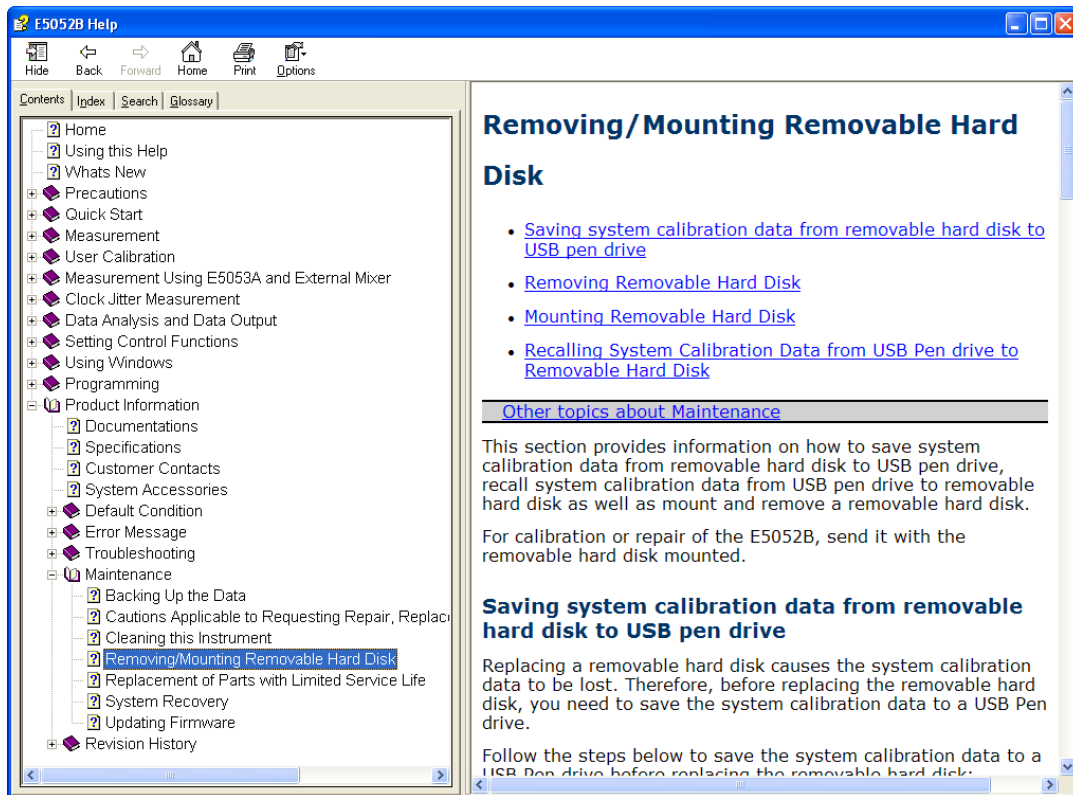 E5052B Help
Hide Back Forward Home Print Options
Contents Index Search Glossary
Home
Using this Help
Whats New
Precautions
Quick Start
Measurement
User Calibration
Measurement Using E5053A and External Mixer
Clock Jitter Measurement
Data Analysis and Data Output
Setting Control Functions
Using Windows
Programming
Product Information
Documentations
Specifications
Customer Contacts
System Accessories
Default Condition
Error Message
Troubleshooting
Maintenance
Backing Up the Data
Cautions Applicable to Requesting Repair, Replac
Cleaning this Instrument
Removing/Mounting Removable Hard Disk
Replacement of Parts with Limited Service Life
System Recovery
Updating Firmware
Revision History
Removing/Mounting Removable Hard
Disk
• Saving system calibration data from removable hard disk to
USB pen drive
• Removing Removable Hard Disk
• Mounting Removable Hard Disk
• Recalling System Calibration Data from USB Pen drive to
Removable Hard Disk
Other topics about Maintenance
This section provides information on how to save system
calibration data from removable hard disk to USB pen drive,
recall system calibration data from USB pen drive to removable
hard disk as well as mount and remove a removable hard disk.
For calibration or repair of the E5052B, send it with the
removable hard disk mounted.
Saving system calibration data from removable
hard disk to USB pen drive
Replacing a removable hard disk causes the system calibration
data to be lost. Therefore, before replacing the removable hard
disk, you need to save the system calibration data to a USB Pen
drive.
Follow the steps below to save the system calibration data to a
USB Pen drive before replacing the removable hard disk: